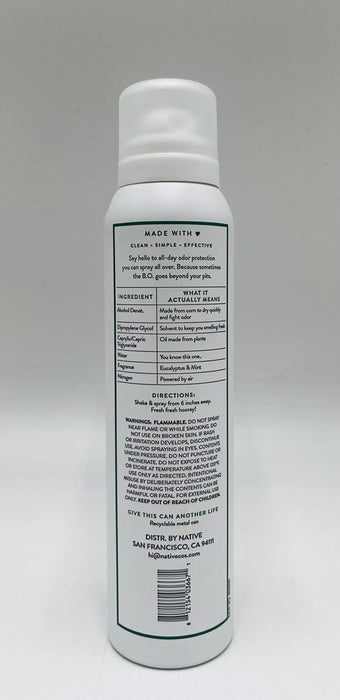 MADE WITH ♥
CLEAN • SIMPLE • EFFECTIVE
Say hello to all-day odor protection
you can spray all over. Because sometimes
the B.O. goes beyond your pits.
INGREDIENT WHAT IT
ACTUALLY MEANS
Alcohol Denat. Made from corn to dry quickly
and fight odor
Dipropylene Glycol Solvent to keep you smelling fresh
Caprylic/Capric Oil made from plants
Triglyceride
Water You know this one..
Fragrance Eucalyptus & Mint
Nitrogen Powered by air
DIRECTIONS:
Shake & spray from 6 inches away.
Fresh fresh hooray!
WARNINGS: FLAMMABLE. DO NOT SPRAY
NEAR FLAME OR WHILE SMOKING. DO
NOT USE ON BROKEN SKIN. IF RASH
OR IRRITATION DEVELOPS, DISCONTINUE
USE. AVOID SPRAYING IN EYES. CONTENTS
UNDER PRESSURE. DO NOT PUNCTURE OR
INCINERATE. DO NOT EXPOSE TO HEAT
OR STORE AT TEMPERATURE ABOVE 120°F.
USE ONLY AS DIRECTED. INTENTIONAL
MISUSE BY DELIBERATELY CONCENTRATING
AND INHALING THE CONTENTS CAN BE
HARMFUL OR FATAL. FOR EXTERNAL USE
ONLY. KEEP OUT OF REACH OF CHILDREN.
GIVE THIS CAN ANOTHER LIFE
Recyclable metal can
DISTR. BY NATIVE
SAN FRANCISCO, CA 94111
hi@nativecos.com
8 12154 03667 1